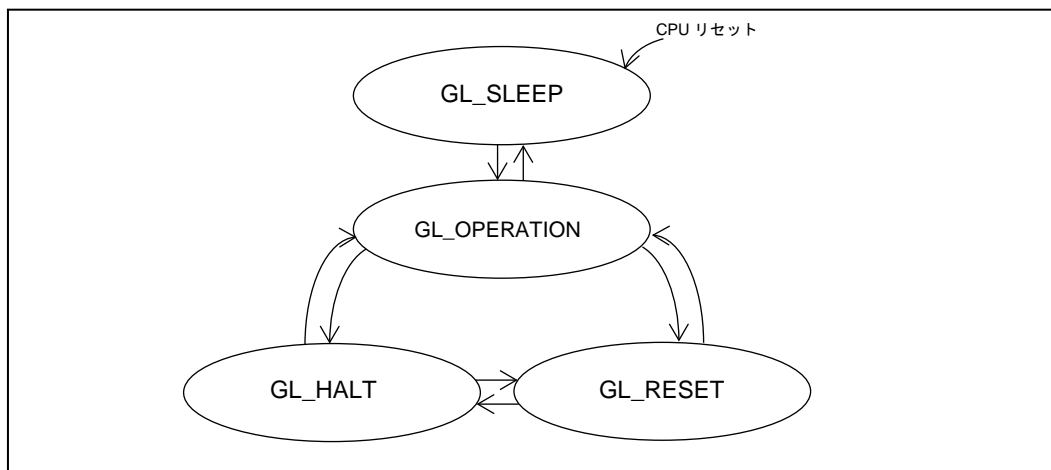 CPU リセット
GL_SLEEP
GL_OPERATION
GL_HALT
GL_RESET